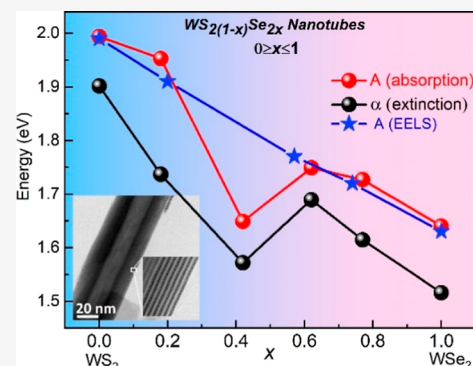 WS2(1-x)Se2x Nanotubes
0≥x≤1
A (absorption)
α (extinction)
A (EELS)
Energy (eV)
2.0
1.9
1.8
1.7
1.6
1.5
20 nm
0.0 0.2 0.4 0.6 0.8 1.0
WS2 x WSe2